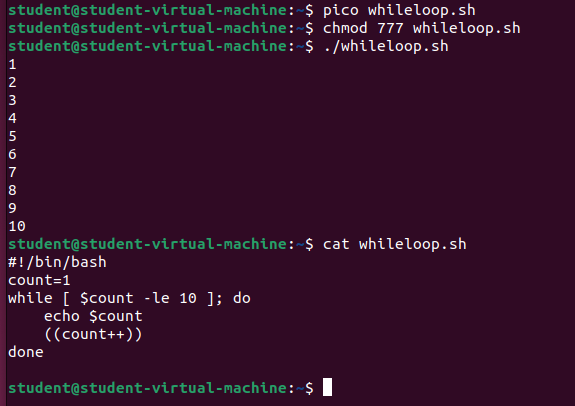 student@student-virtual-machine:~$ pico whileloop.sh
student@student-virtual-machine:~$ chmod 777 whileloop.sh
student@student-virtual-machine:~$ ./whileloop.sh
1
2
3
4
5
6
7
8
9
10
student@student-virtual-machine:~$ cat whileloop.sh
#!/bin/bash
count=1
while [ $count -le 10 ]; do
    echo $count
    ((count++))
done

student@student-virtual-machine:~$